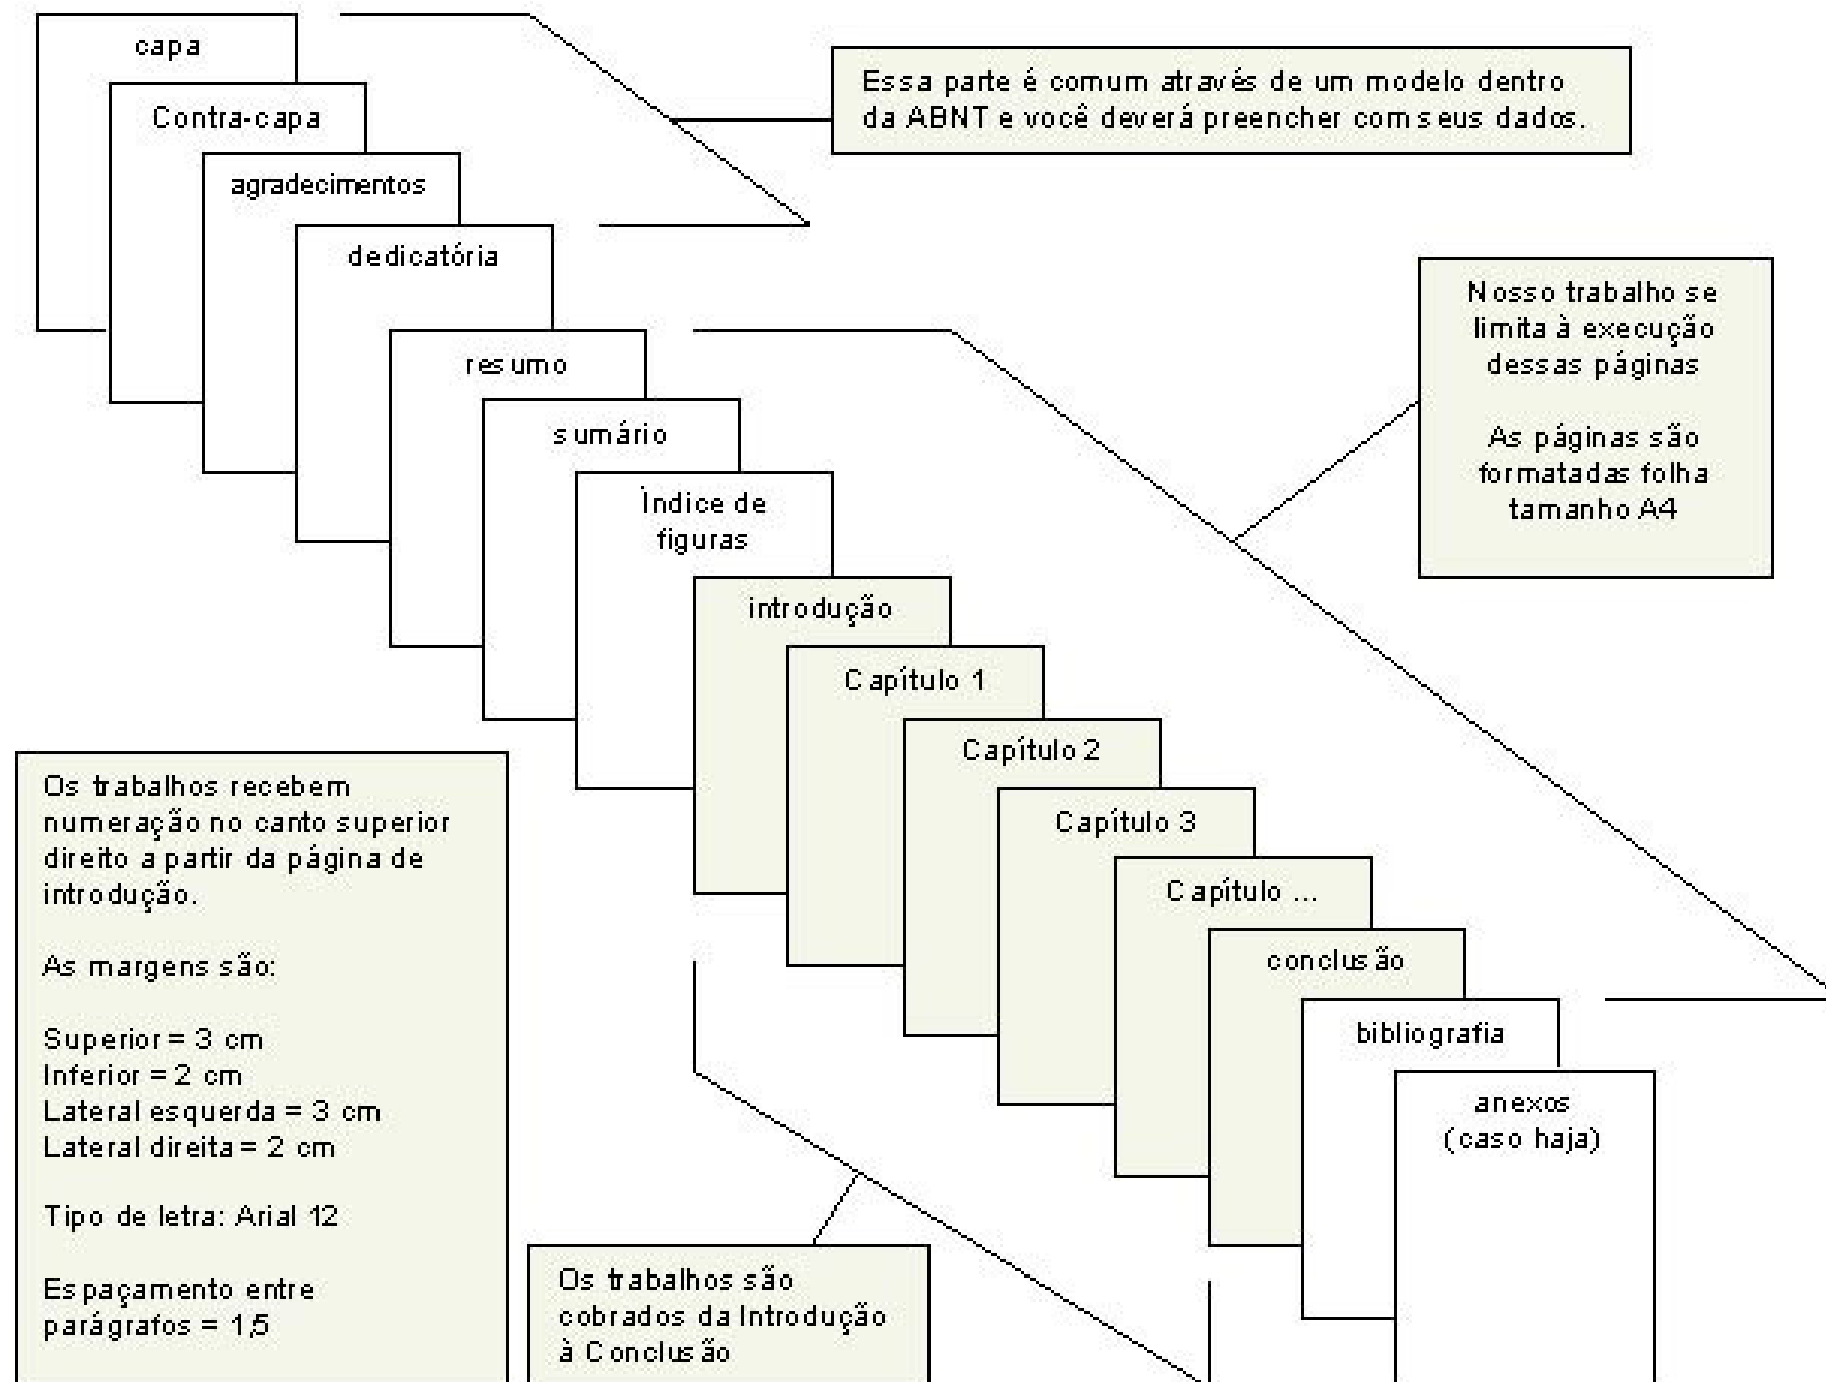 capa
Contra-capa
agradecimentos
dedicatória
resumo
sumário
Índice de
figuras
introdução
Capítulo 1
Capítulo 2
Capítulo 3
Capítulo ...
conclusão
bibliografia
anexos
(caso haja)
Essa parte é comum através de um modelo dentro
da ABNT e você deverá preencher com seus dados.
Nosso trabalho se
limita à execução
dessas páginas
As páginas são
formatadas folha
tamanho A4
Os trabalhos recebem
numeração no canto superior
direito a partir da página de
introdução.
As margens são:
Superior = 3 cm
Inferior = 2 cm
Lateral esquerda = 3 cm
Lateral direita = 2 cm
Tipo de letra: Arial 12
Espaçamento entre
parágrafos = 1,5
Os trabalhos são
cobrados da Introdução
à Conclusão